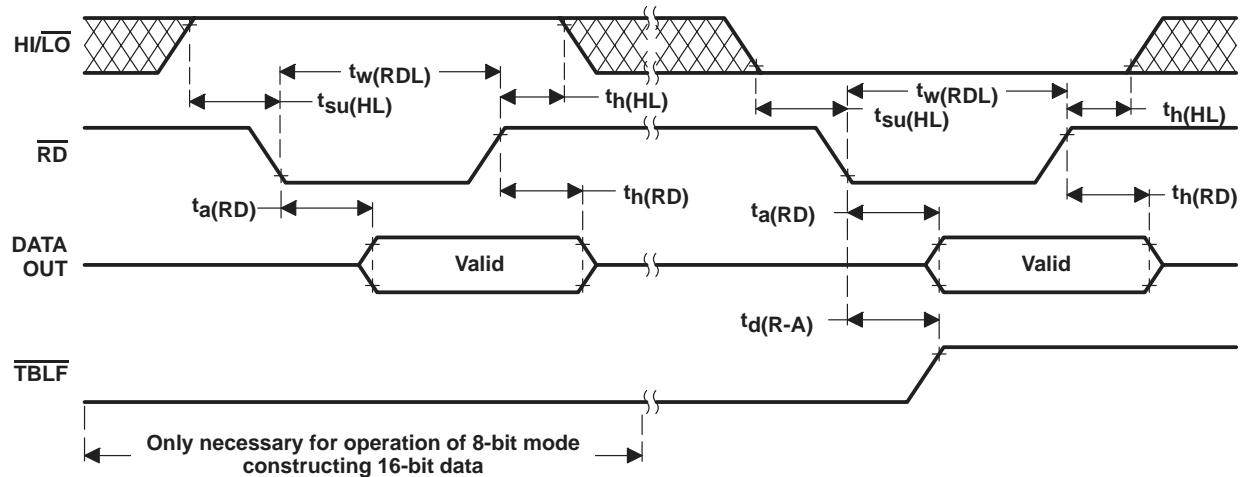 HI/LO
tw(RDL)
tw(RDL)
tsu(HL)
th(HL)
tsu(HL)
th(HL)
RD
ta(RD)
th(RD)
ta(RD)
th(RD)
DATA
OUT
Valid
Valid
td(R-A)
TBLF
Only necessary for operation of 8-bit mode
constructing 16-bit data